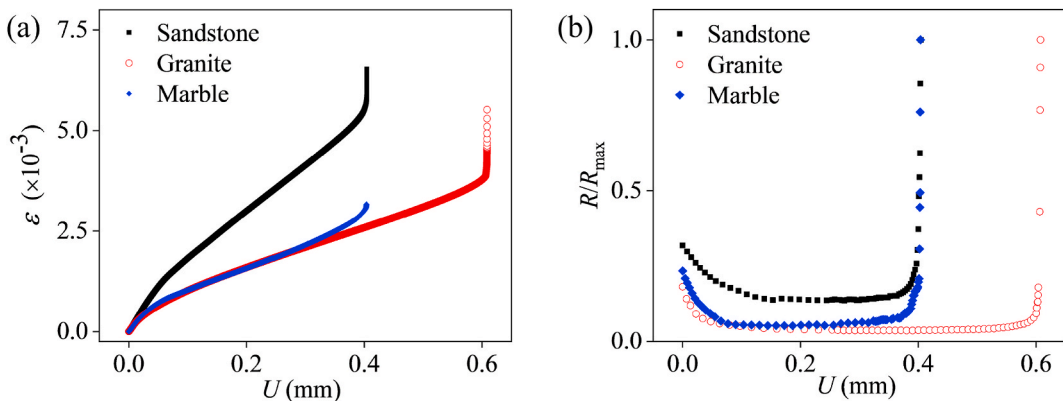 (a)
7.5
5.0
2.5
0.0
ε (×10⁻³)
Sandstone
Granite
Marble
0.0 0.2 0.4 0.6
U (mm)
(b)
1.0
0.5
0.0
R/Rmax
Sandstone
Granite
Marble
0.0 0.2 0.4 0.6
U (mm)